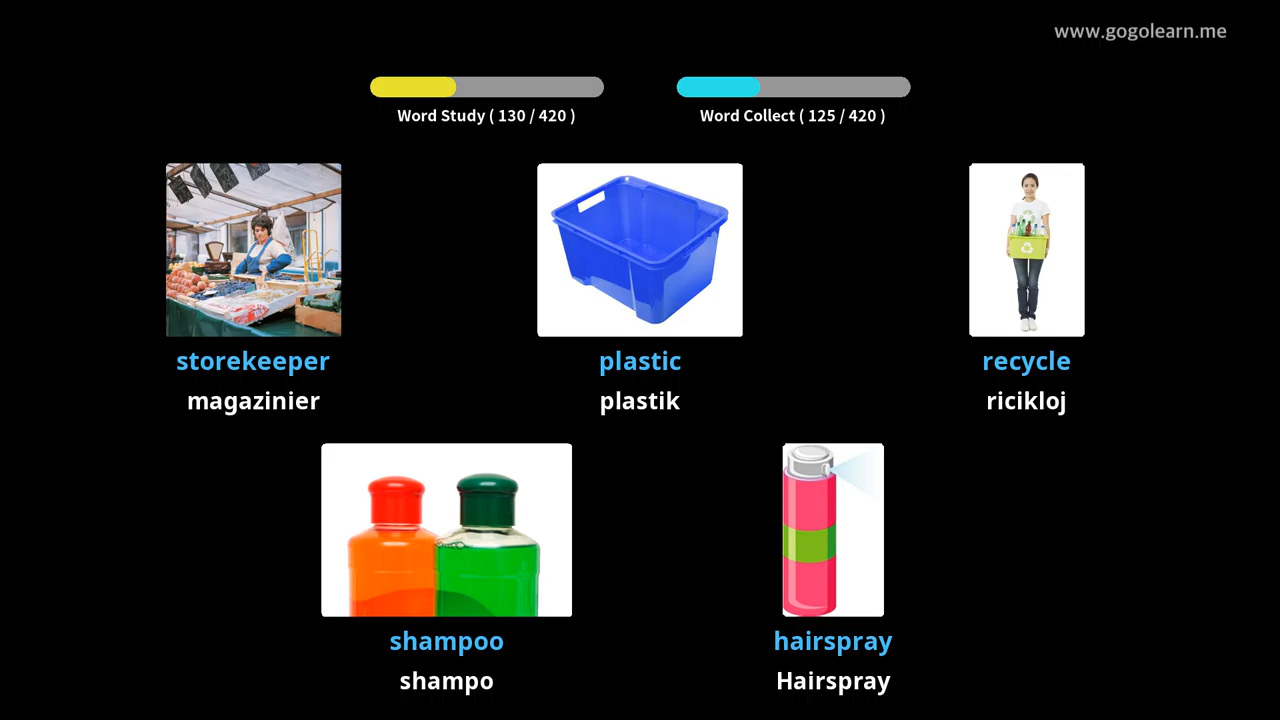 www.gogolearn.me
Word Study ( 130 / 420 )
Word Collect ( 125 / 420 )
storekeeper
magazinier
plastic
plastik
recycle
ricikloj
shampoo
shampo
hairspray
Hairspray